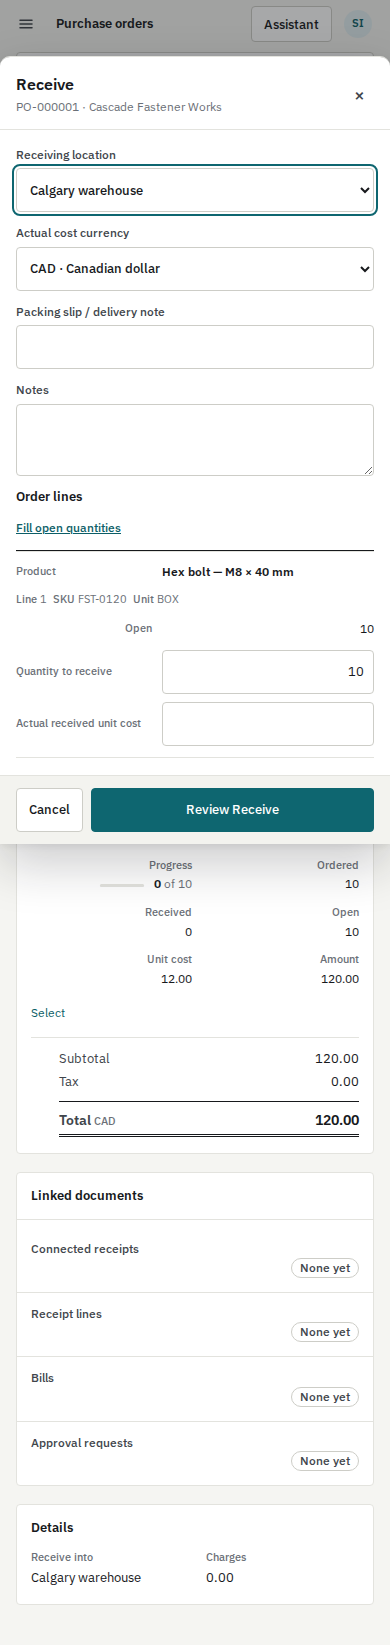 Purchase orders
Assistant
SI
Receive
PO-000001 · Cascade Fastener Works
×
Receiving location
Calgary warehouse
Actual cost currency
CAD · Canadian dollar
Packing slip / delivery note
Notes
Order lines
Fill open quantities
Product Hex bolt — M8 × 40 mm
Line 1 SKU FST-0120 Unit BOX
Open 10
Quantity to receive 10
Actual received unit cost
Cancel Review Receive
Progress Ordered
0 of 10 10
Received Open
0 10
Unit cost Amount
12.00 120.00
Select
Subtotal 120.00
Tax 0.00
Total CAD 120.00
Linked documents
Connected receipts
None yet
Receipt lines
None yet
Bills
None yet
Approval requests
None yet
Details
Receive into Charges
Calgary warehouse 0.00